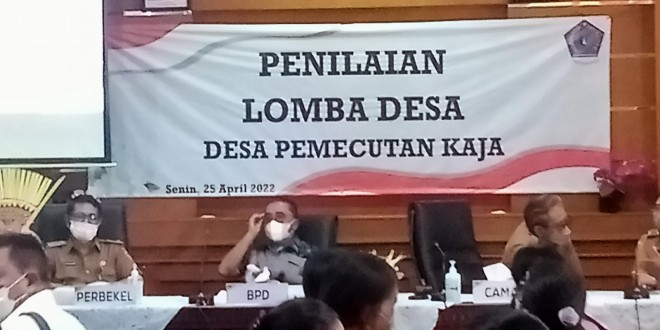 PENILAIAN
LOMBA DESA
DESA PEMECUTAN KAJA
Senin, 25 April 2022
PERBEKEL
BPD
CAM